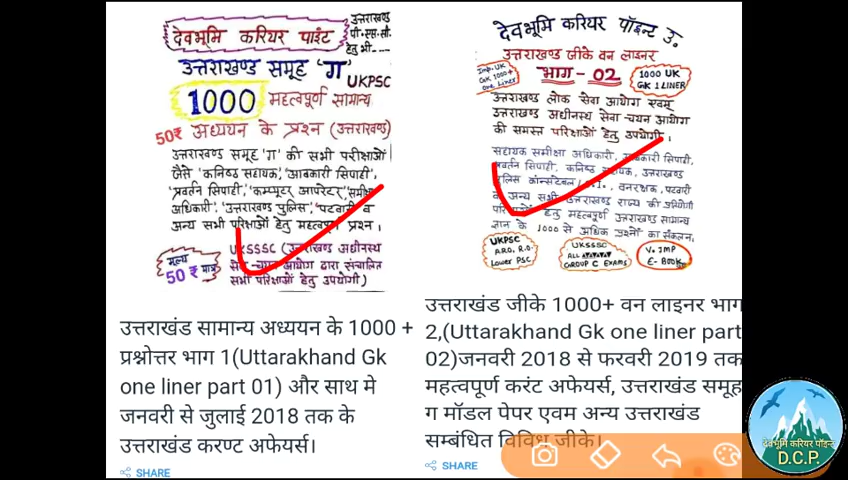 देवभूमि करियर पाइंट
उत्तराखण्ड
पी.एस.सी.
हेतु भी----
उत्तराखण्ड समूह 'ग'
UKPSC
1000 महत्वपूर्ण सामान्य
50₹ अध्ययन के प्रश्न (उत्तराखण्ड)
उत्तराखण्ड समूह 'ग' की सभी परीक्षाओं
जैसे 'कनिष्ठ सहायक', 'आबकारी सिपाही',
'प्रवर्तन सिपाही', 'कम्प्यूटर आपरेटर', 'समीक्षा
अधिकारी', 'उत्तराखण्ड पुलिस', 'पटवारी' व
अन्य सभी परिक्षाओं हेतु महत्वपूर्ण प्रश्न।
मूल्य
50 ₹ मात्र
UKSSSC (उत्तराखण्ड अधीनस्थ
सेवा चयन आयोग द्वारा संचालित
सभी परिक्षाओं हेतु उपयोगी)
उत्तराखंड सामान्य अध्ययन के 1000 +
प्रश्नोत्तर भाग 1(Uttarakhand Gk
one liner part 01) और साथ मे
जनवरी से जुलाई 2018 तक के
उत्तराखंड करण्ट अफेयर्स।
SHARE
देवभूमि करियर पॉइन्ट उ.
उत्तराखण्ड जीके वन लाइनर
Imp. UK
GK 1000+
One Liner
भाग - 02
1000 UK
GK 1 LINER
उत्तराखण्ड लोक सेवा आयोग एवम्
उत्तराखण्ड अधीनस्थ सेवा चयन आयोग
की समस्त परिक्षाओं हेतु उपयोगी।
सहायक समीक्षा अधिकारी, आबकारी सिपाही,
प्रवर्तन सिपाही, कनिष्ठ सहायक, उत्तराखण्ड
पुलिस कांन्सटेबल, वनरक्षक, पटवारी
व अन्य सभी उत्तराखण्ड राज्य की प्रतियोगी
परिक्षाओं हेतु महत्वपूर्ण उत्तराखण्ड सामान्य
ज्ञान के 1000 से अधिक प्रश्नों का संकलन।
UKPSC
A.R.O, R.O
Lower PSC
UKSSSC
ALL
GROUP C EXAMS
V. IMP
E-BOOK
उत्तराखंड जीके 1000+ वन लाइनर भाग
2,(Uttarakhand Gk one liner part
02)जनवरी 2018 से फरवरी 2019 तक
महत्वपूर्ण करंट अफेयर्स, उत्तराखंड समूह
ग मॉडल पेपर एवम अन्य उत्तराखंड
सम्बंधित विविध जीके।
SHARE
देवभूमि करियर पॉइन्ट
D.C.P.